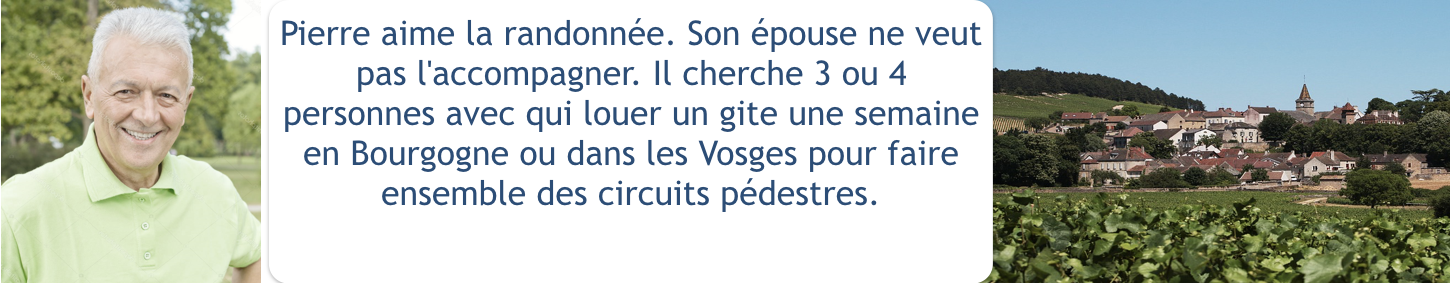 Pierre aime la randonnée. Son épouse ne veut
pas l'accompagner. Il cherche 3 ou 4
personnes avec qui louer un gite une semaine
en Bourgogne ou dans les Vosges pour faire
ensemble des circuits pédestres.